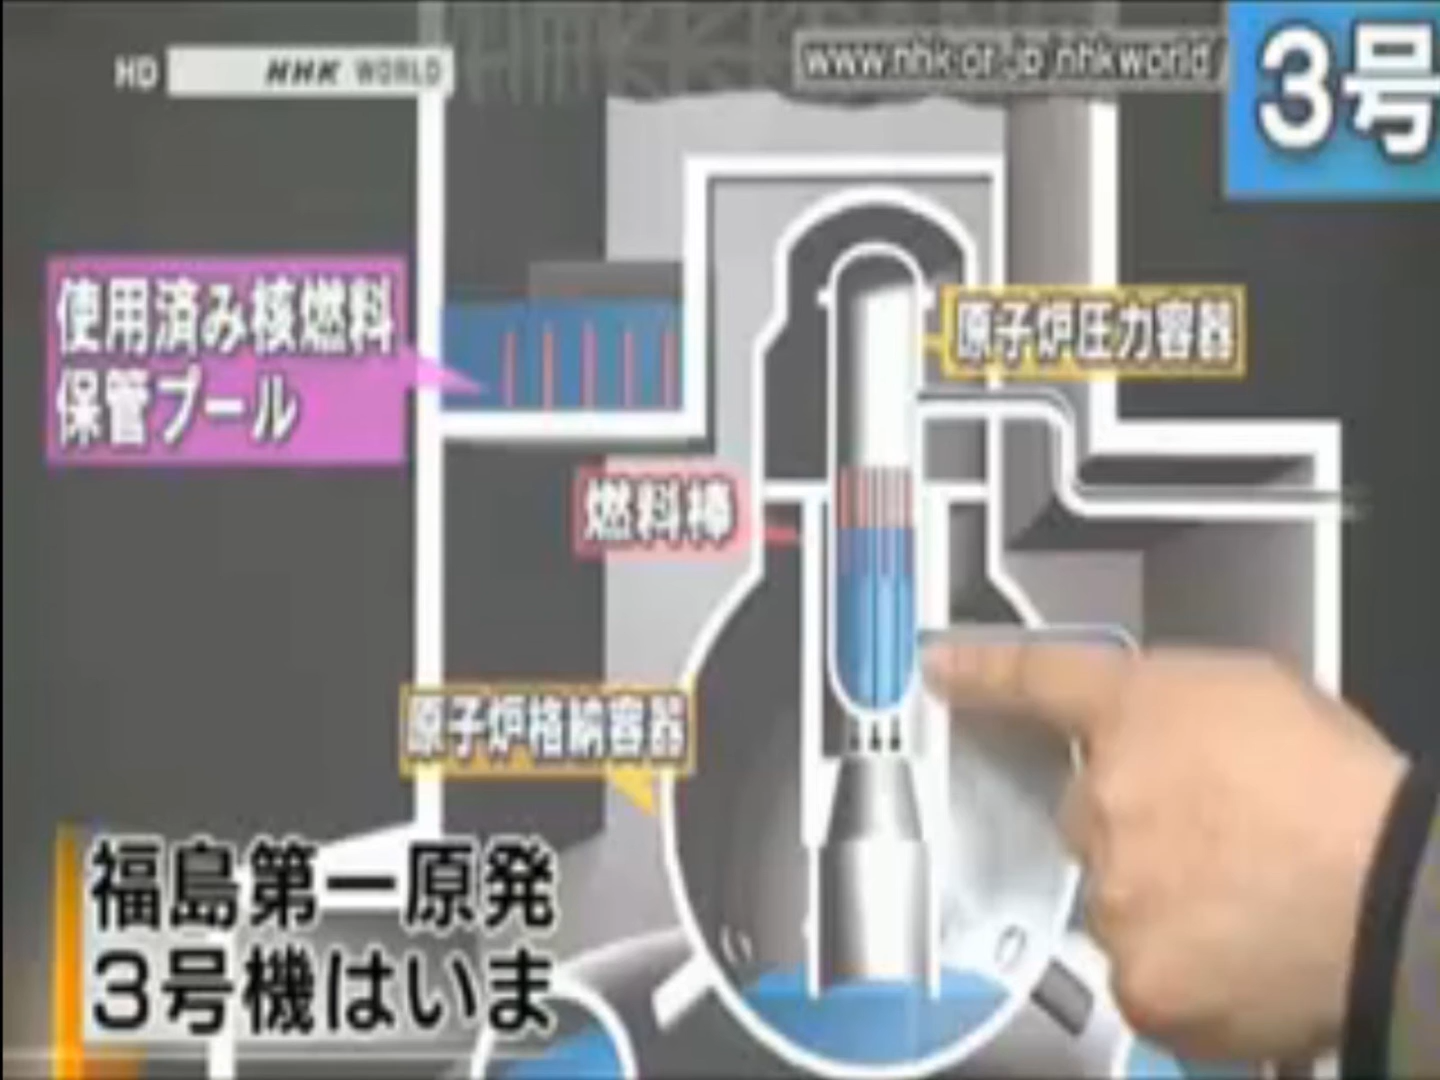 HD NHK WORLD
www.nhk.or.jp/nhkworld/
3号
使用済み核燃料
保管プール
原子炉圧力容器
燃料棒
原子炉格納容器
福島第一原発
3号機はいま